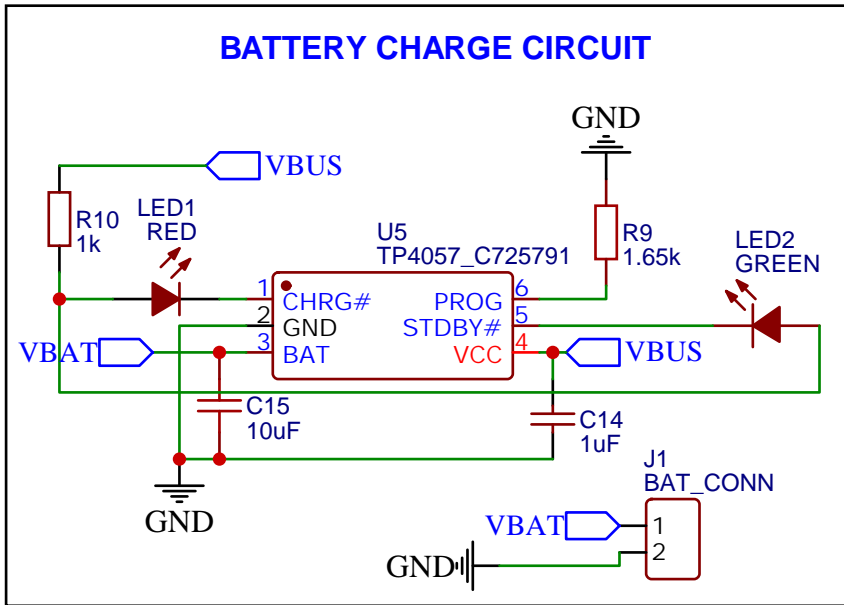 BATTERY CHARGE CIRCUIT
GND
VBUS
R10
1k
LED1
RED
U5
TP4057_C725791
R9
1.65k
LED2
GREEN
1
CHRG#
PROG
6
2
GND
STDBY#
5
VBAT
3
BAT
VCC
4
VBUS
C15
10uF
C14
1uF
GND
J1
BAT_CONN
VBAT
1
2
GND